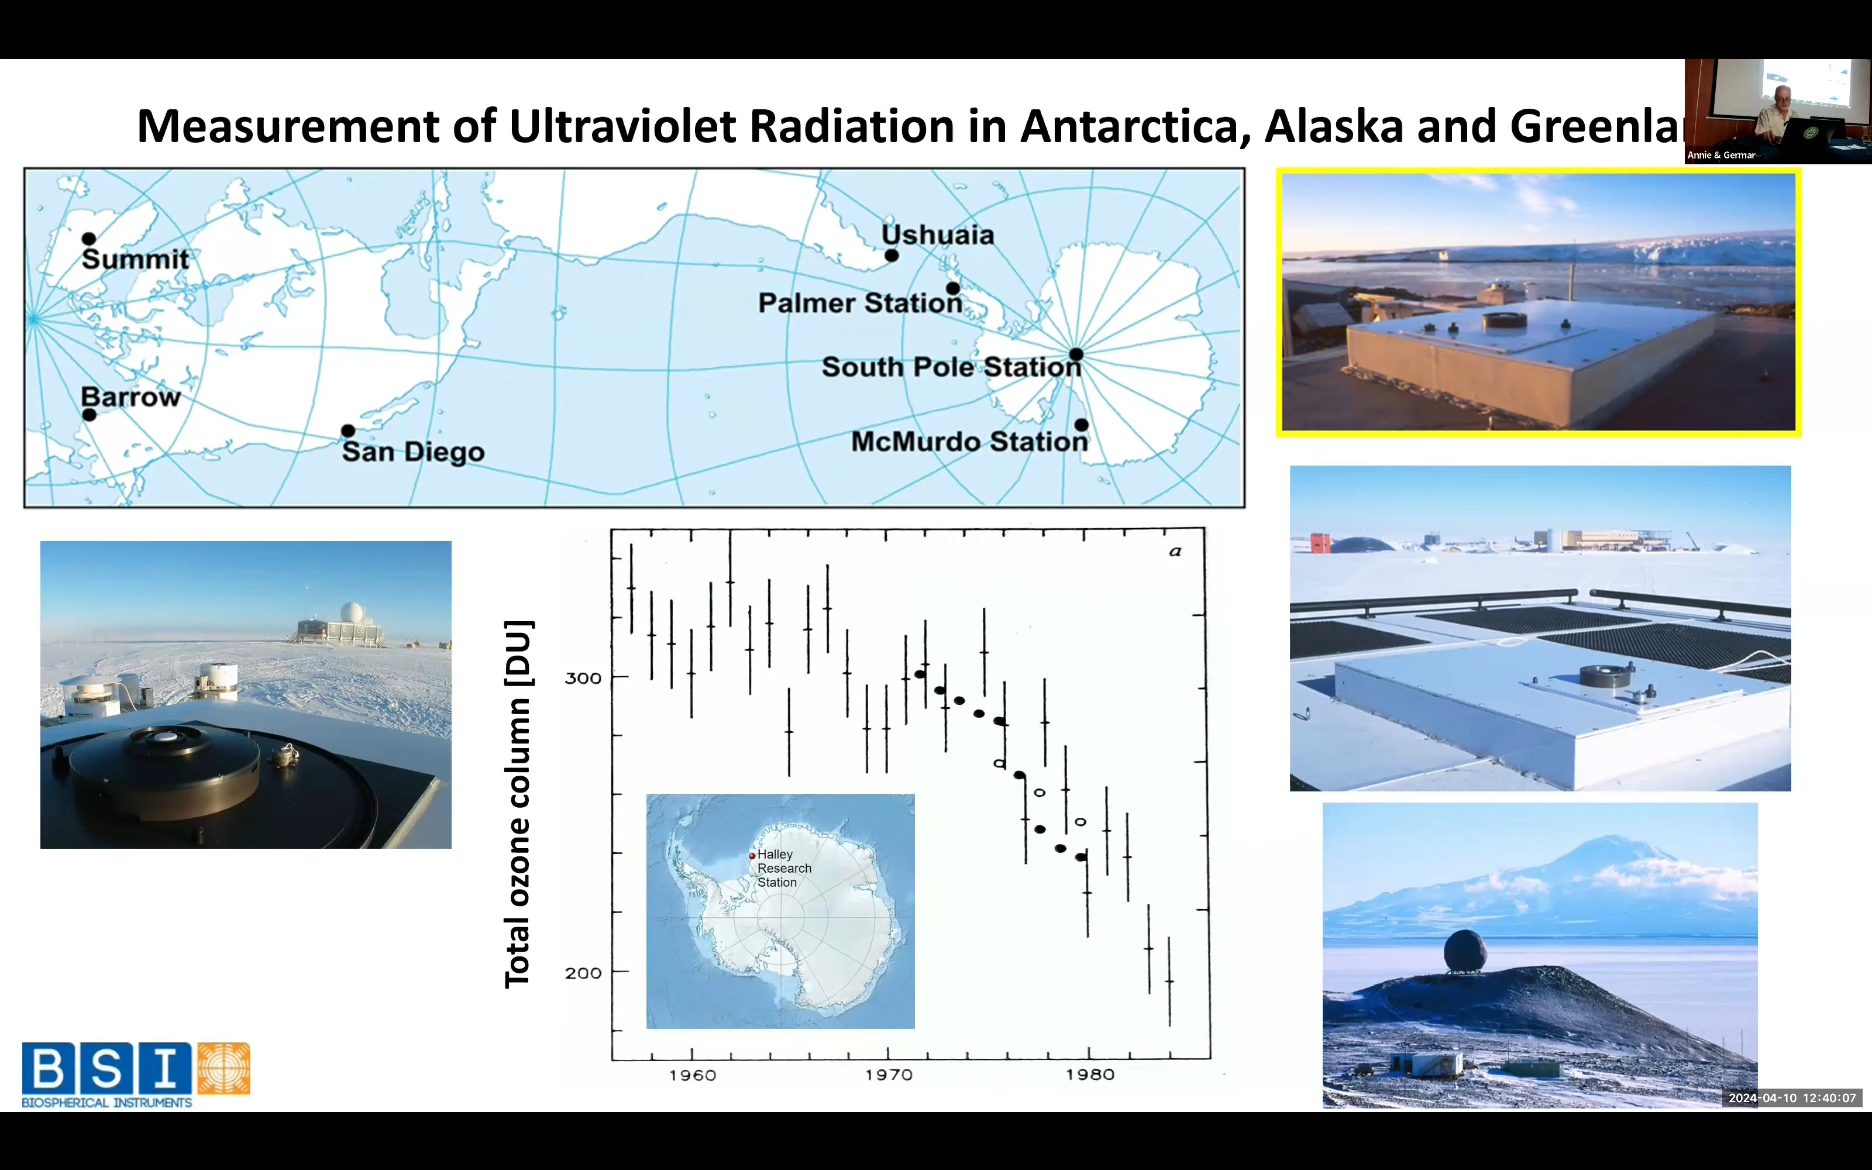 Measurement of Ultraviolet Radiation in Antarctica, Alaska and Greenla
Annie & Germar
Summit
Ushuaia
Palmer Station
South Pole Station
Barrow
San Diego
McMurdo Station
a
Total ozone column [DU]
300
200
Halley
Research
Station
1960
1970
1980
BSI
BIOSPHERICAL INSTRUMENTS
2024-04-10 12:40:07